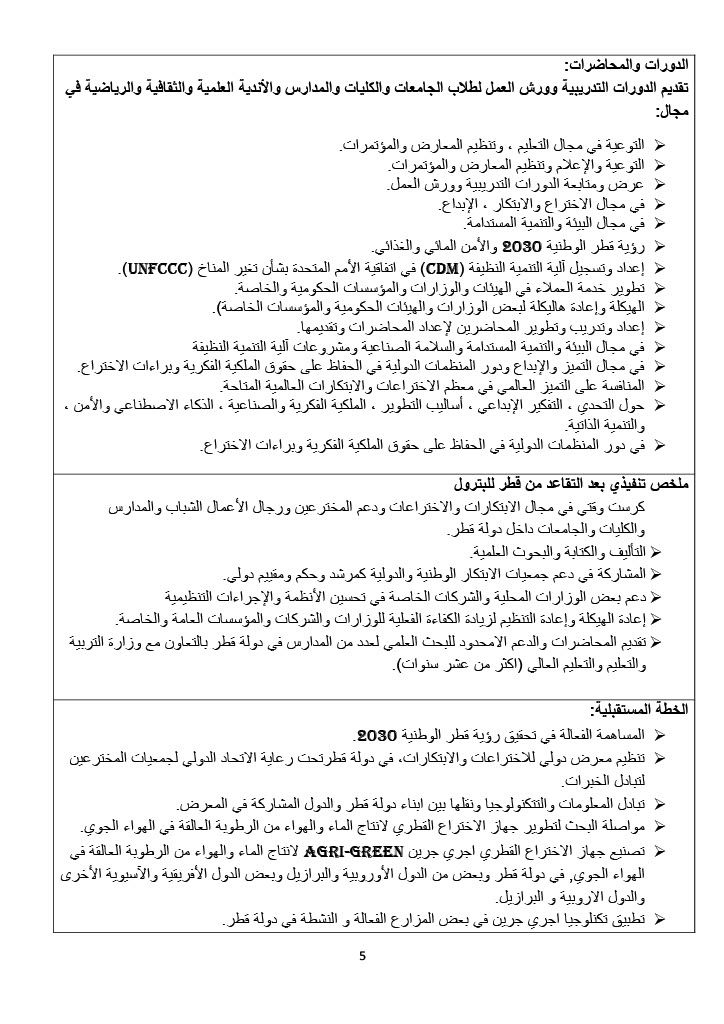 الدورات والمحاضرات:
تقديم الدورات التدريبية وورش العمل لطلاب الجامعات والكليات والمدارس والأندية العلمية والثقافية والرياضية في
مجال:
➢ التوعية في مجال التعليم ، وتنظيم المعارض والمؤتمرات.
➢ التوعية والإعلام وتنظيم المعارض والمؤتمرات.
➢ عرض ومتابعة الدورات التدريبية وورش العمل.
➢ في مجال الاختراع والابتكار ، الإبداع.
➢ في مجال البيئة والتنمية المستدامة.
➢ رؤية قطر الوطنية 2030 والأمن المائي والغذائي.
➢ إعداد وتسجيل آلية التنمية النظيفة (CDM) في اتفاقية الأمم المتحدة بشأن تغير المناخ (UNFCCC).
➢ تطوير خدمة العملاء في الهيئات والوزارات والمؤسسات الحكومية والخاصة.
➢ الهيكلة وإعادة هاليكلة لبعض الوزارات والهيئات الحكومية والمؤسسات الخاصة).
➢ إعداد وتدريب وتطوير المحاضرين لإعداد المحاضرات وتقديمها.
➢ في مجال البيئة والتنمية المستدامة والسلامة الصناعية ومشروعات آلية التنمية النظيفة
➢ في مجال التميز والإبداع ودور المنظمات الدولية في الحفاظ على حقوق الملكية الفكرية وبراءات الاختراع.
➢ المنافسة على التميز العالمي في معظم الاختراعات والابتكارات العالمية المتاحة.
➢ حول التحدي ، التفكير الإبداعي ، أساليب التطوير ، الملكية الفكرية والصناعية ، الذكاء الاصطناعي والأمن ،
والتنمية الذاتية.
➢ في دور المنظمات الدولية في الحفاظ على حقوق الملكية الفكرية وبراءات الاختراع.
ملخص تنفيذي بعد التقاعد من قطر للبترول
كرست وقتي في مجال الابتكارات والاختراعات ودعم المخترعين ورجال الأعمال الشباب والمدارس
والكليات والجامعات داخل دولة قطر.
➢ التأليف والكتابة والبحوث العلمية.
➢ المشاركة في دعم جمعيات الابتكار الوطنية والدولية كمرشد وحكم ومقييم دولي.
➢ دعم بعض الوزارات المحلية والشركات الخاصة في تحسين الأنظمة والإجراءات التنظيمية
➢ إعادة الهيكلة وإعادة التنظيم لزيادة الكفاءة الفعلية للوزارات والشركات والمؤسسات العامة والخاصة.
➢ تقديم المحاضرات والدعم الامحدود للبحث العلمي لعدد من المدارس في دولة قطر بالتعاون مع وزارة التربية
والتعليم والتعليم العالي (اكثر من عشر سنوات).
الخطة المستقبلية:
➢ المساهمة الفعالة في تحقيق رؤية قطر الوطنية 2030.
➢ تنظيم معرض دولي للاختراعات والابتكارات، في دولة قطرتحت رعاية الاتحاد الدولي لجمعيات المخترعين
لتبادل الخبرات.
➢ تبادل المعلومات والتتكنولوجيا ونقلها بين ابناء دولة قطر والدول المشاركة في المعرض.
➢ مواصلة البحث لتطوير جهاز الاختراع القطري لانتاج الماء والهواء من الرطوبة العالقة في الهواء الجوي.
➢ تصنيع جهاز الاختراع القطري اجري جرين AGRI-GREEN لانتاج الماء والهواء من الرطوبة العالقة في
الهواء الجوي, في دولة قطر وبعض من الدول الأوروبية والبرازيل وبعض الدول الأفريقية والآسيوية الأخرى
والدول الاروبية و البرازيل.
➢ تطبيق تكنلوجيا اجري جرين في بعض المزارع الفعالة و النشطة في دولة قطر.
5